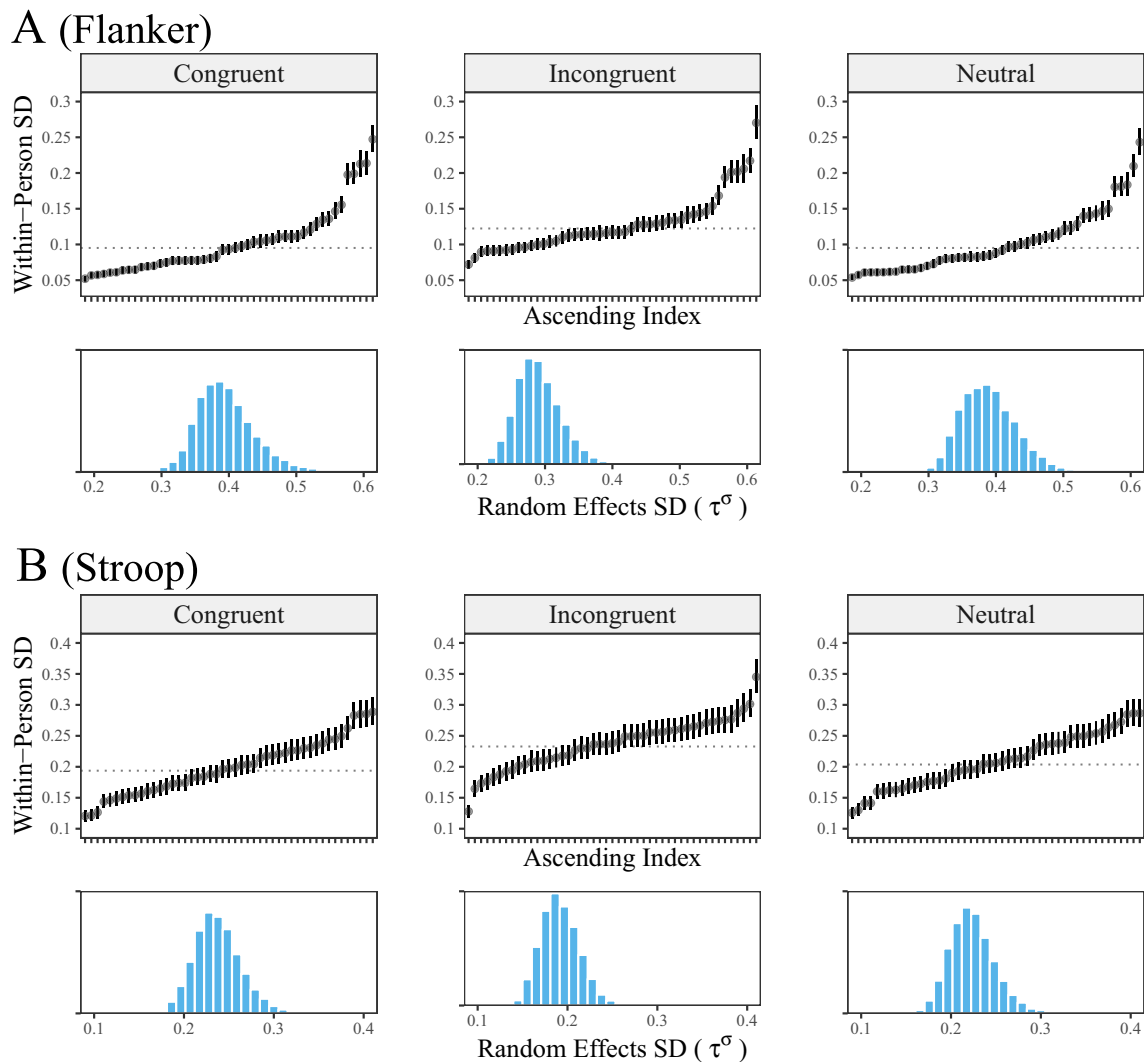 A (Flanker)
Congruent
Incongruent
Neutral
Within−Person SD
0.3
0.25
0.2
0.15
0.1
0.05
0.3
0.25
0.2
0.15
0.1
0.05
0.3
0.25
0.2
0.15
0.1
0.05
Ascending Index
0.2 0.3 0.4 0.5 0.6
0.2 0.3 0.4 0.5 0.6
0.2 0.3 0.4 0.5 0.6
Random Effects SD ( τ^σ )
B (Stroop)
Congruent
Incongruent
Neutral
Within−Person SD
0.4
0.35
0.3
0.25
0.2
0.15
0.1
0.4
0.35
0.3
0.25
0.2
0.15
0.1
0.4
0.35
0.3
0.25
0.2
0.15
0.1
Ascending Index
0.1 0.2 0.3 0.4
0.1 0.2 0.3 0.4
0.1 0.2 0.3 0.4
Random Effects SD ( τ^σ )